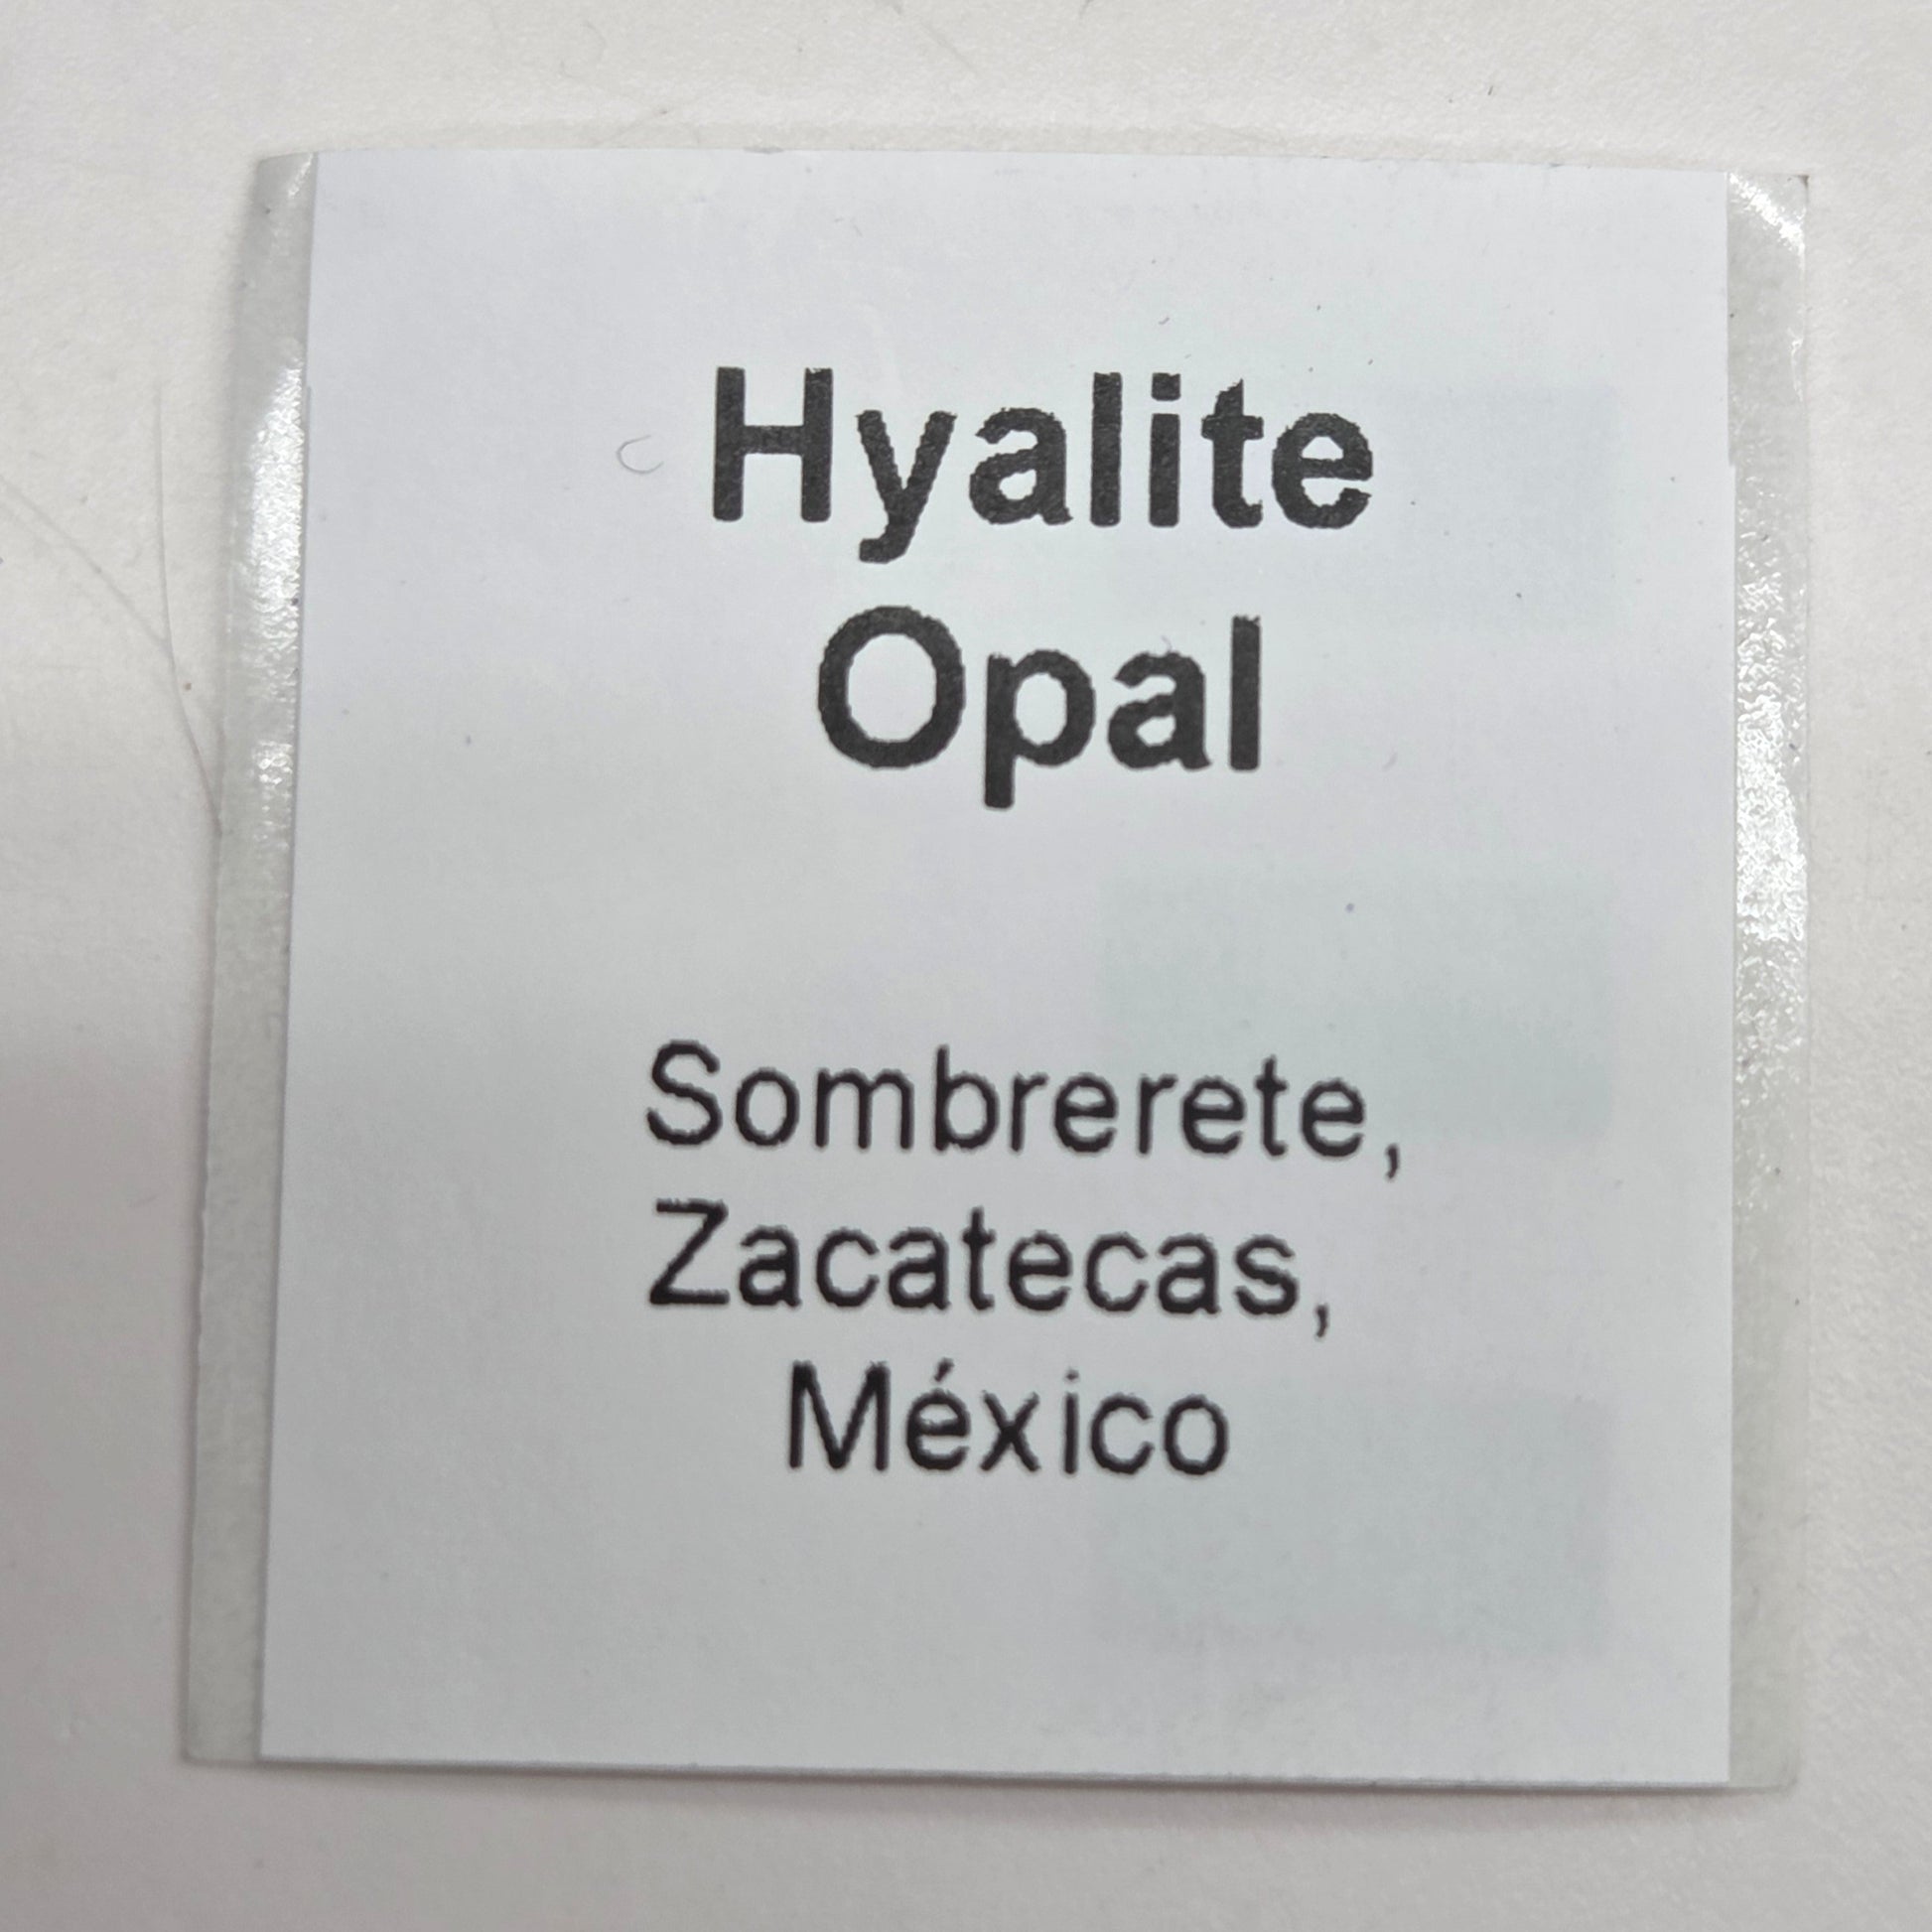 Hyalite
Opal
Sombrerete,
Zacatecas,
México